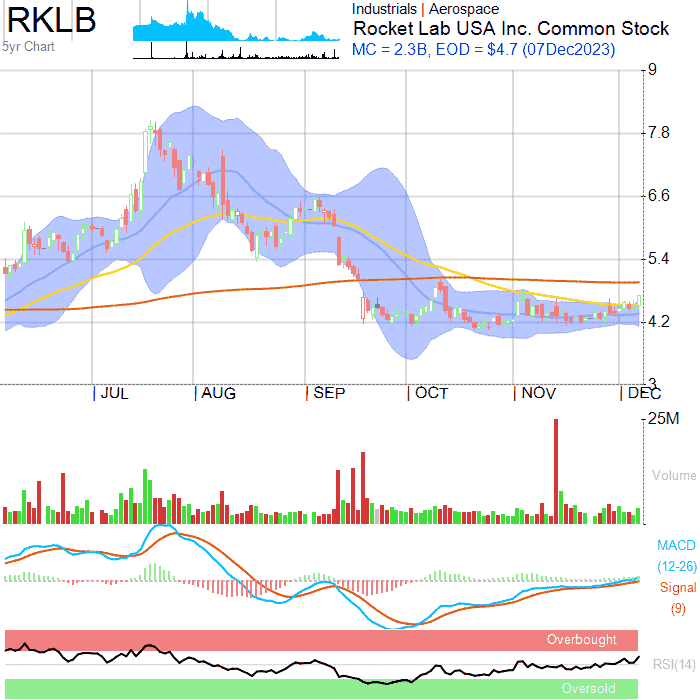 RKLB
5yr Chart
Industrials | Aerospace
Rocket Lab USA Inc. Common Stock
MC = 2.3B, EOD = $4.7 (07Dec2023)
9
7.8
6.6
5.4
4.2
3
JUL AUG SEP OCT NOV DEC
25M
Volume
MACD
(12-26)
Signal
(9)
Overbought
RSI(14)
Oversold